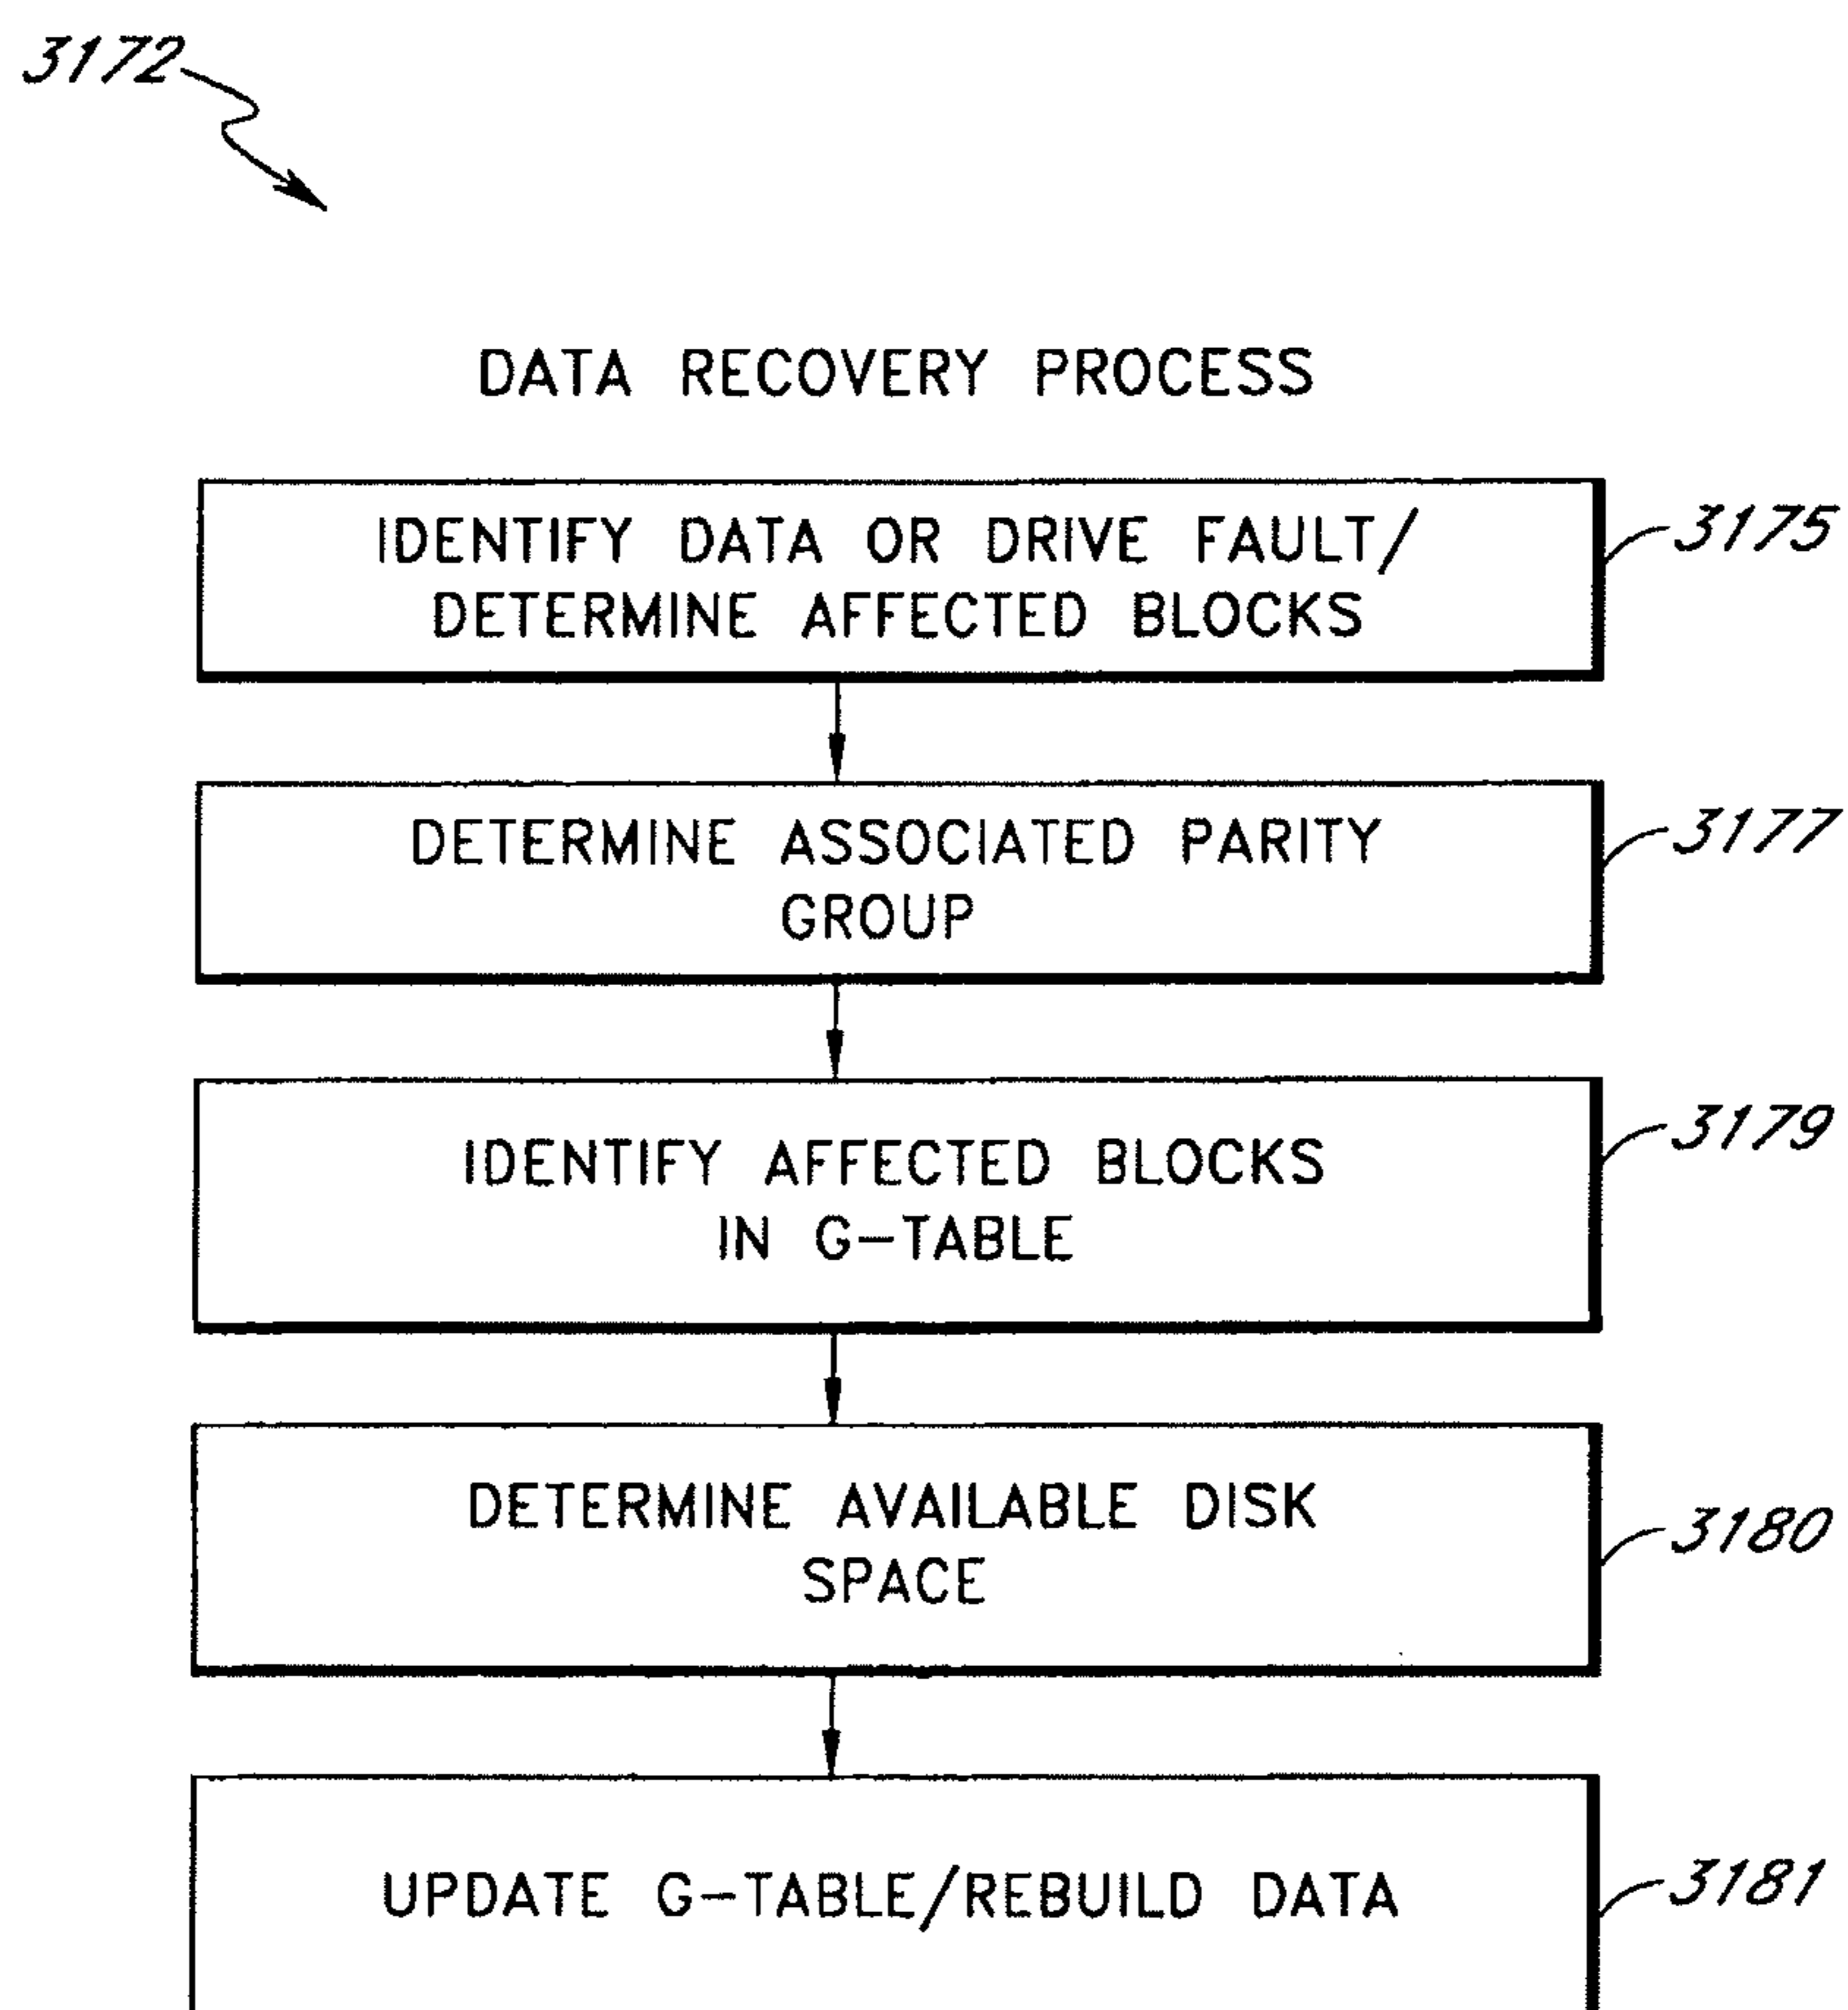 3172
DATA RECOVERY PROCESS
IDENTIFY DATA OR DRIVE FAULT/
DETERMINE AFFECTED BLOCKS
3175
DETERMINE ASSOCIATED PARITY
GROUP
3177
IDENTIFY AFFECTED BLOCKS
IN G-TABLE
3179
DETERMINE AVAILABLE DISK
SPACE
3180
UPDATE G-TABLE/REBUILD DATA
3181